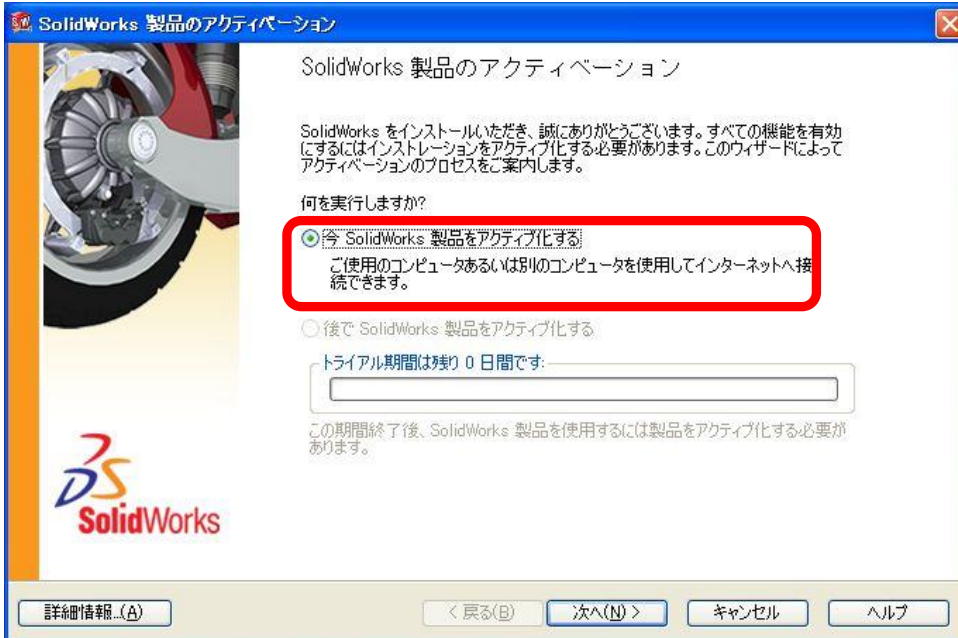 SolidWorks 製品のアクティベーション
SolidWorks 製品のアクティベーション
SolidWorks をインストールいただき、誠にありがとうございます。すべての機能を有効
にするにはインストレーションをアクティブ化する必要があります。このウィザードによって
アクティベーションのプロセスをご案内します。
何を実行しますか?
今 SolidWorks 製品をアクティブ化する
ご使用のコンピュータあるいは別のコンピュータを使用してインターネットへ接
続できます。
後で SolidWorks 製品をアクティブ化する
トライアル期間は残り 0 日間です:
この期間終了後、SolidWorks 製品を使用するには製品をアクティブ化する必要が
あります。
SolidWorks
詳細情報...(A)
< 戻る(B)
次へ(N) >
キャンセル
ヘルプ